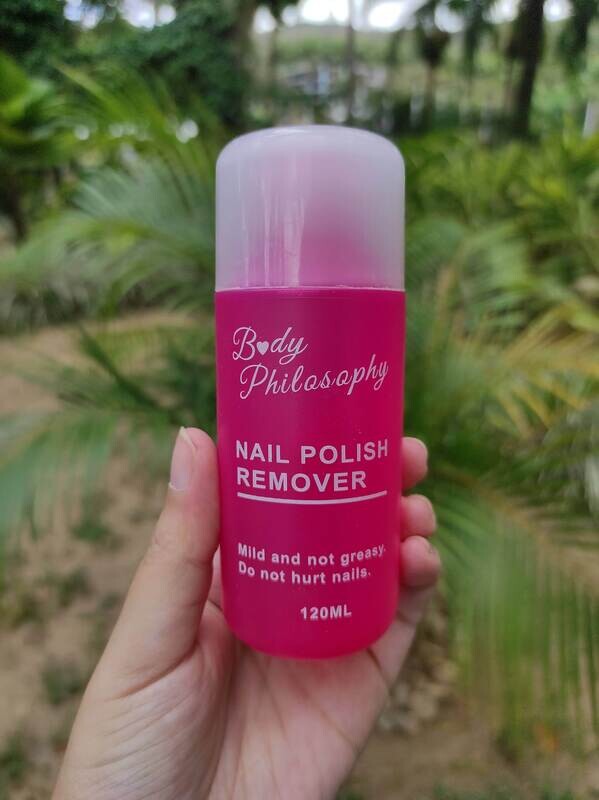 Body
Philosophy
NAIL POLISH
REMOVER
Mild and not greasy.
Do not hurt nails.
120ML